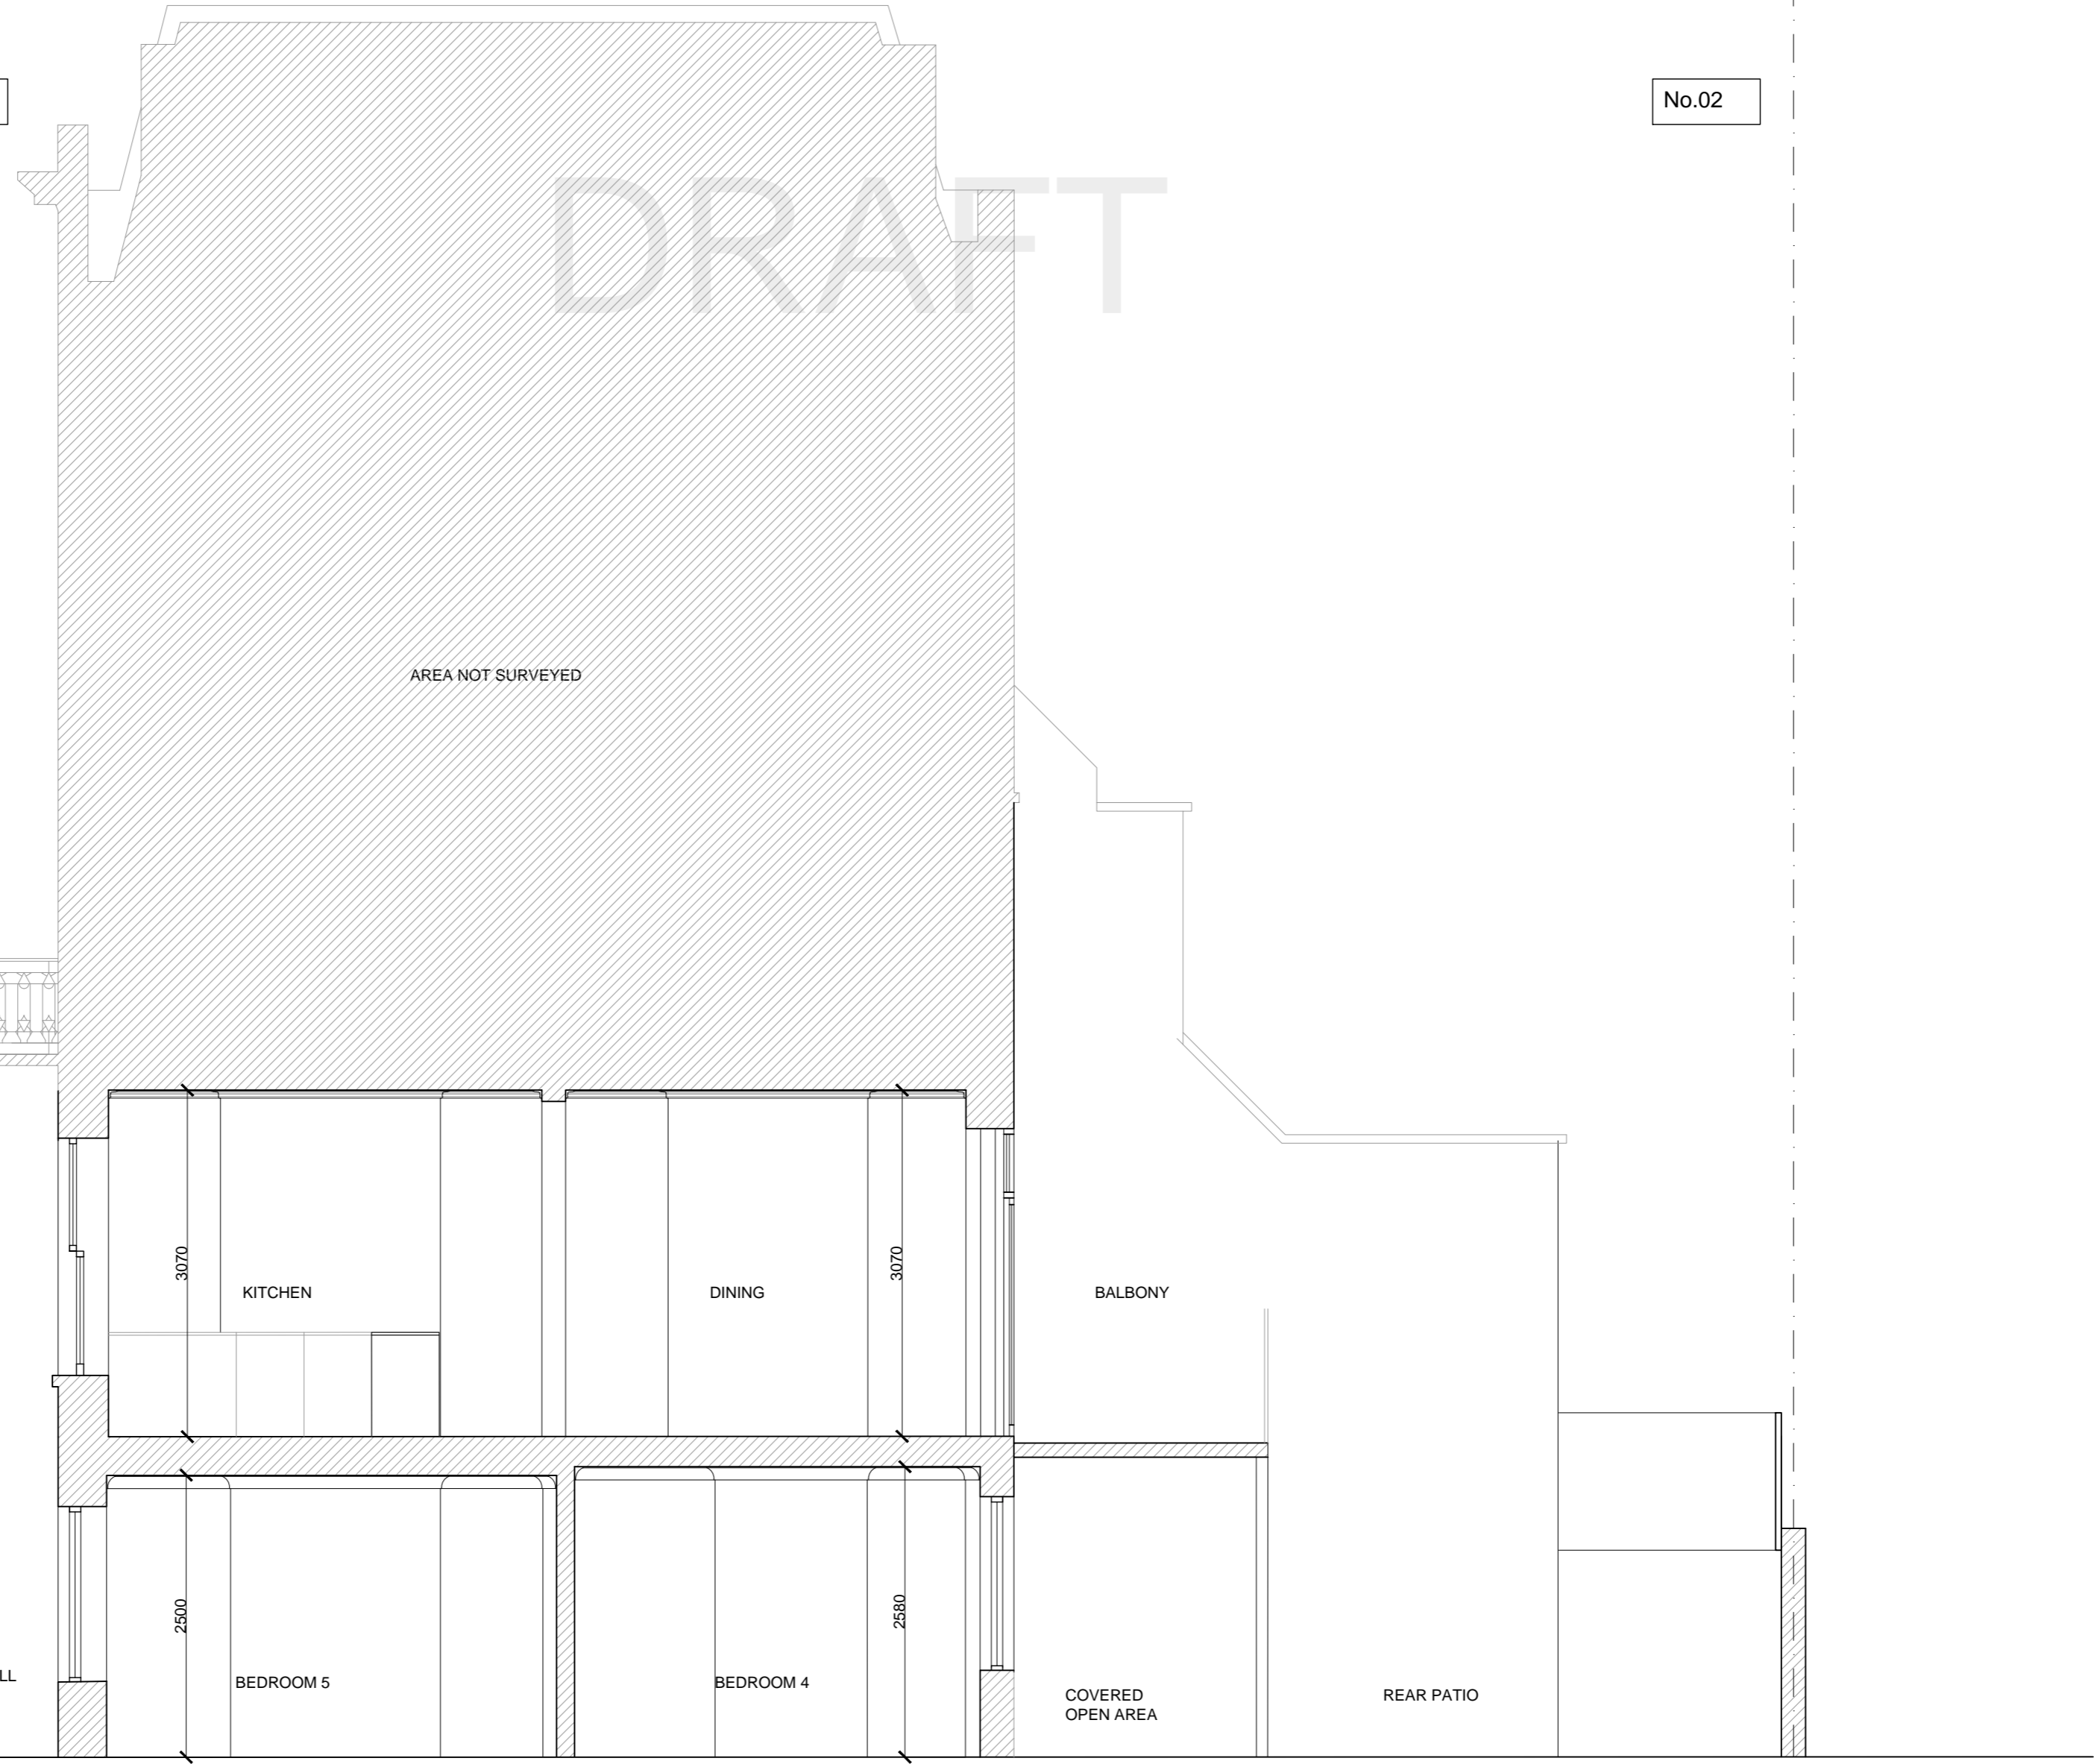 No.02
DRAFT
AREA NOT SURVEYED
3070
3070
KITCHEN
DINING
BALBONY
2500
2580
LL
BEDROOM 5
BEDROOM 4
COVERED
OPEN AREA
REAR PATIO